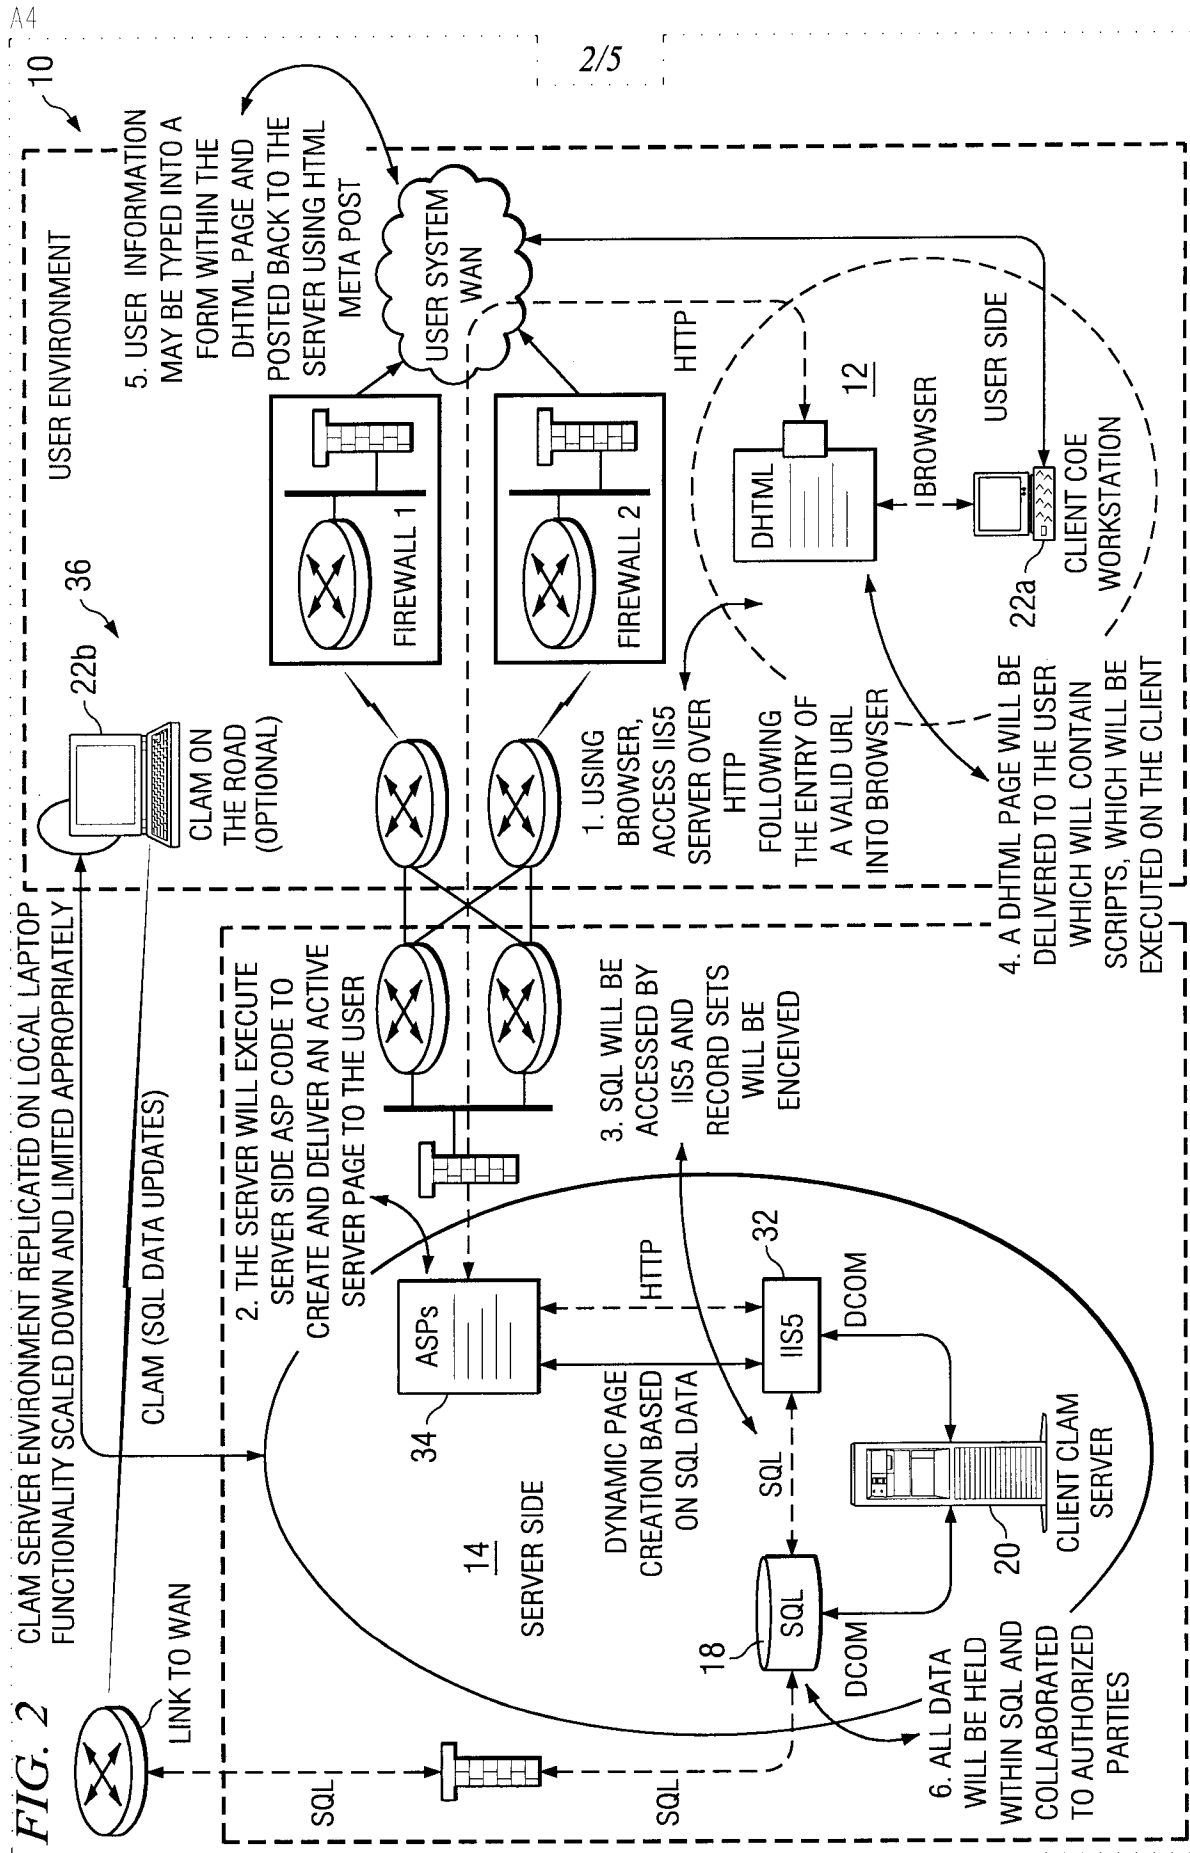 A4
2/5
FIG. 2
CLAM SERVER ENVIRONMENT REPLICATED ON LOCAL LAPTOP
FUNCTIONALITY SCALED DOWN AND LIMITED APPROPRIATELY
10
LINK TO WAN
CLAM (SQL DATA UPDATES)
22b
36
CLAM ON
THE ROAD
(OPTIONAL)
USER ENVIRONMENT
5. USER INFORMATION
MAY BE TYPED INTO A
FORM WITHIN THE
DHTML PAGE AND
POSTED BACK TO THE
SERVER USING HTML
META POST
2. THE SERVER WILL EXECUTE
SERVER SIDE ASP CODE TO
CREATE AND DELIVER AN ACTIVE
SERVER PAGE TO THE USER
FIREWALL 1
FIREWALL 2
USER SYSTEM
WAN
SQL
SQL
ASPs
34
14
SERVER SIDE
HTTP
DYNAMIC PAGE
CREATION BASED
ON SQL DATA
3. SQL WILL BE
ACCESSED BY
IIS5 AND
RECORD SETS
WILL BE
ENCEIVED
1. USING
BROWSER,
ACCESS IIS5
SERVER OVER
HTTP
FOLLOWING
THE ENTRY OF
A VALID URL
INTO BROWSER
HTTP
DHTML
12
BROWSER
USER SIDE
22a
CLIENT COE
WORKSTATION
18
SQL
SQL
IIS5
32
DCOM
DCOM
20
CLIENT CLAM
SERVER
6. ALL DATA
WILL BE HELD
WITHIN SQL AND
COLLABORATED
TO AUTHORIZED
PARTIES
4. A DHTML PAGE WILL BE
DELIVERED TO THE USER
WHICH WILL CONTAIN
SCRIPTS, WHICH WILL BE
EXECUTED ON THE CLIENT